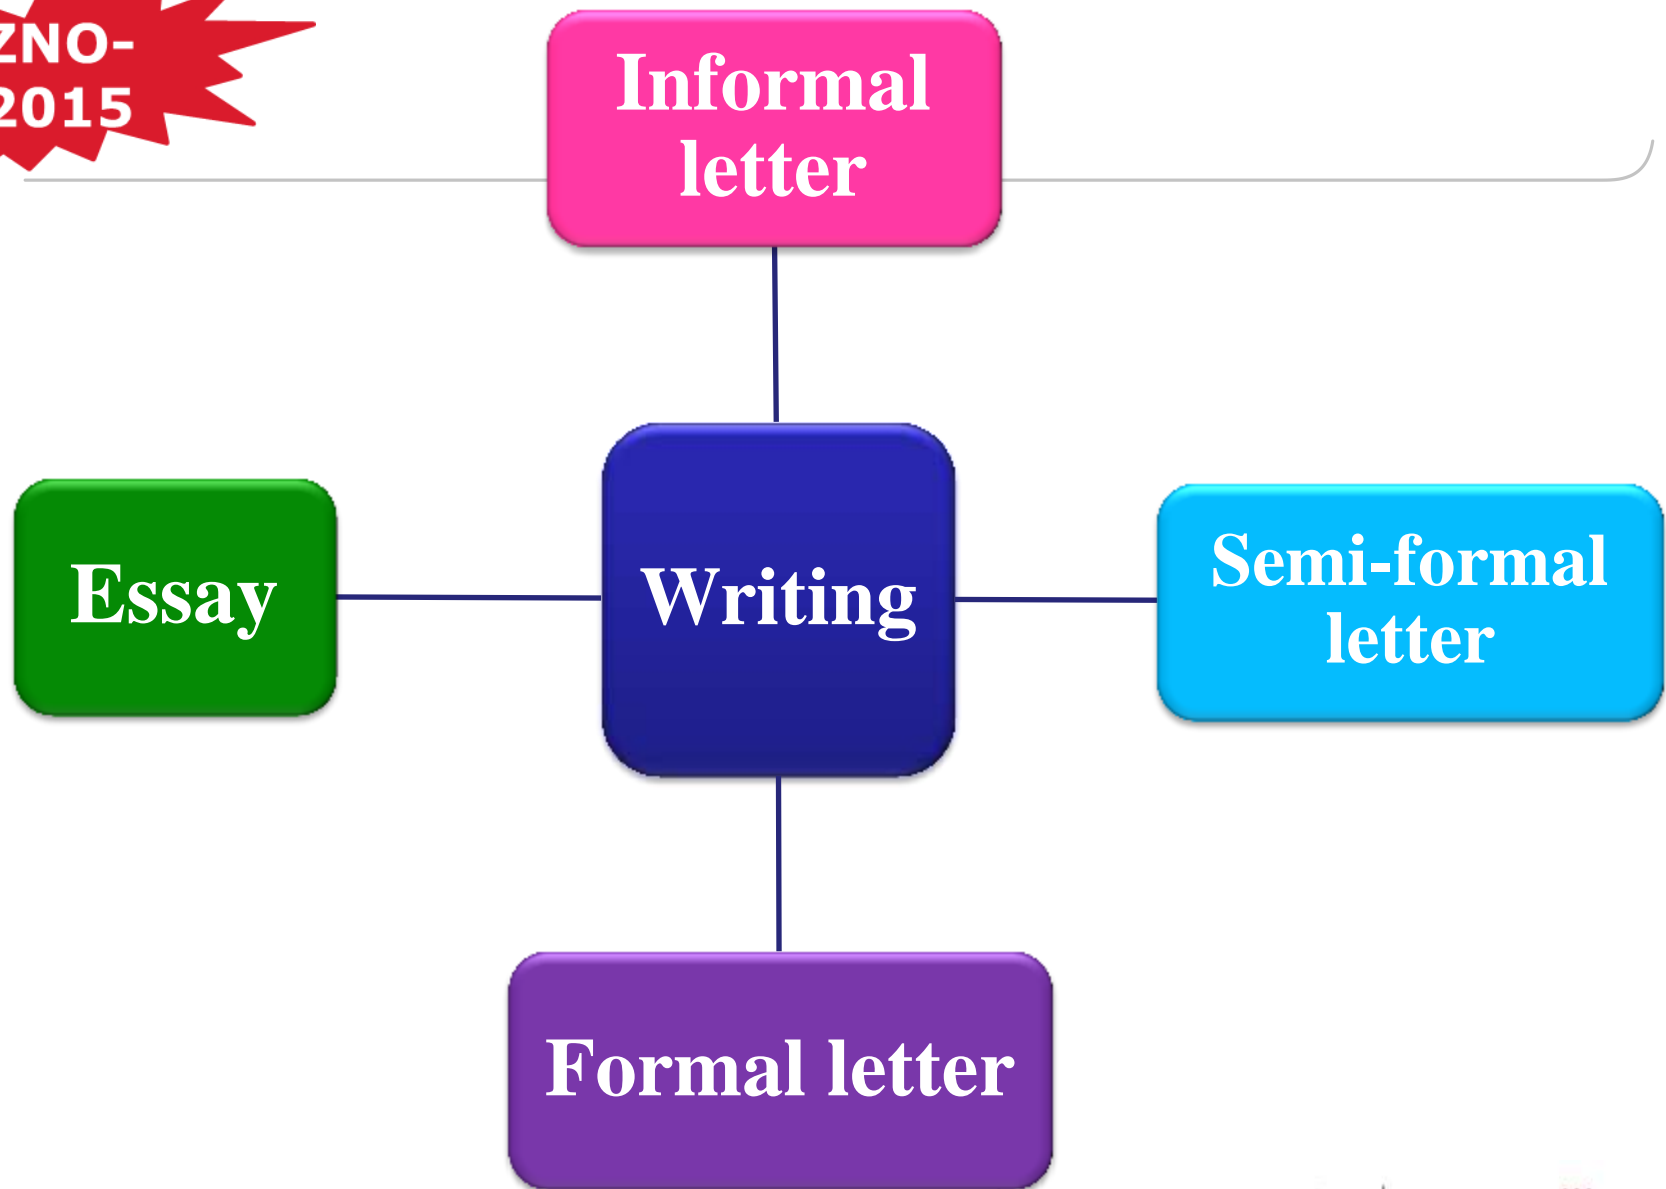 ZNO-
2015
Informal
letter
Essay
Writing
Semi-formal
letter
Formal letter